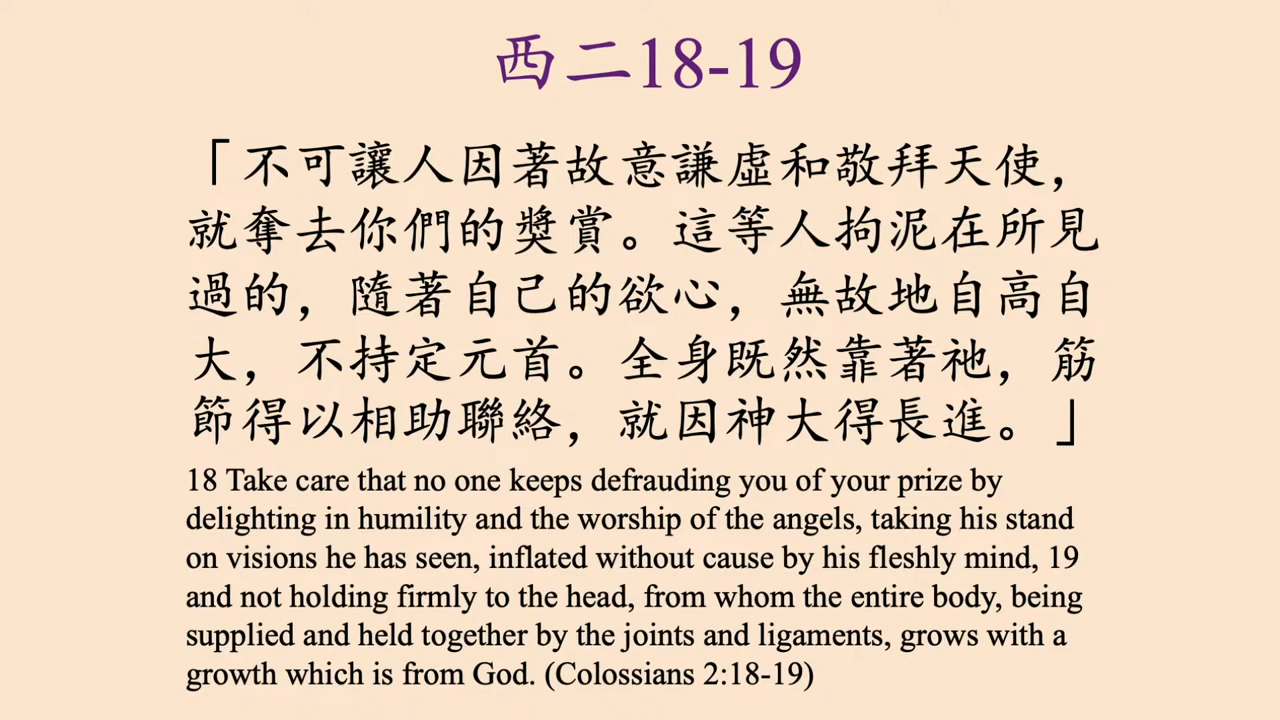 西二18-19
「不可讓人因著故意謙虛和敬拜天使，
就奪去你們的獎賞。這等人拘泥在所見
過的，隨著自己的欲心，無故地自高自
大，不持定元首。全身既然靠著祂，筋
節得以相助聯絡，就因神大得長進。」
18 Take care that no one keeps defrauding you of your prize by
delighting in humility and the worship of the angels, taking his stand
on visions he has seen, inflated without cause by his fleshly mind, 19
and not holding firmly to the head, from whom the entire body, being
supplied and held together by the joints and ligaments, grows with a
growth which is from God. (Colossians 2:18-19)